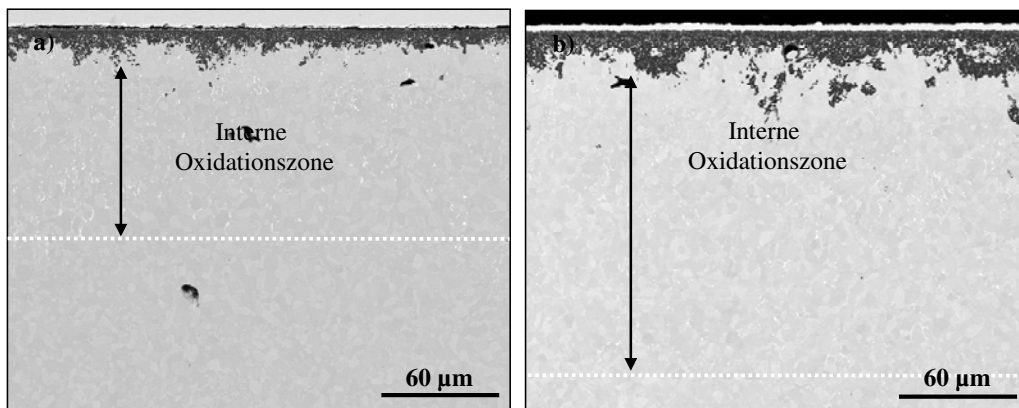 a)
Interne
Oxidationszone
60 µm
b)
Interne
Oxidationszone
60 µm